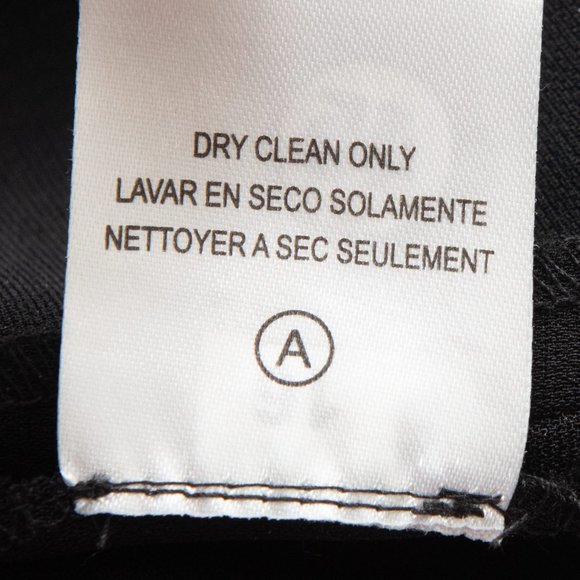 DRY CLEAN ONLY
LAVAR EN SECO SOLAMENTE
NETTOYER A SEC SEULEMENT
A